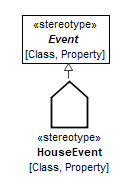 «stereotype»
Event
[Class, Property]
«stereotype»
HouseEvent
[Class, Property]